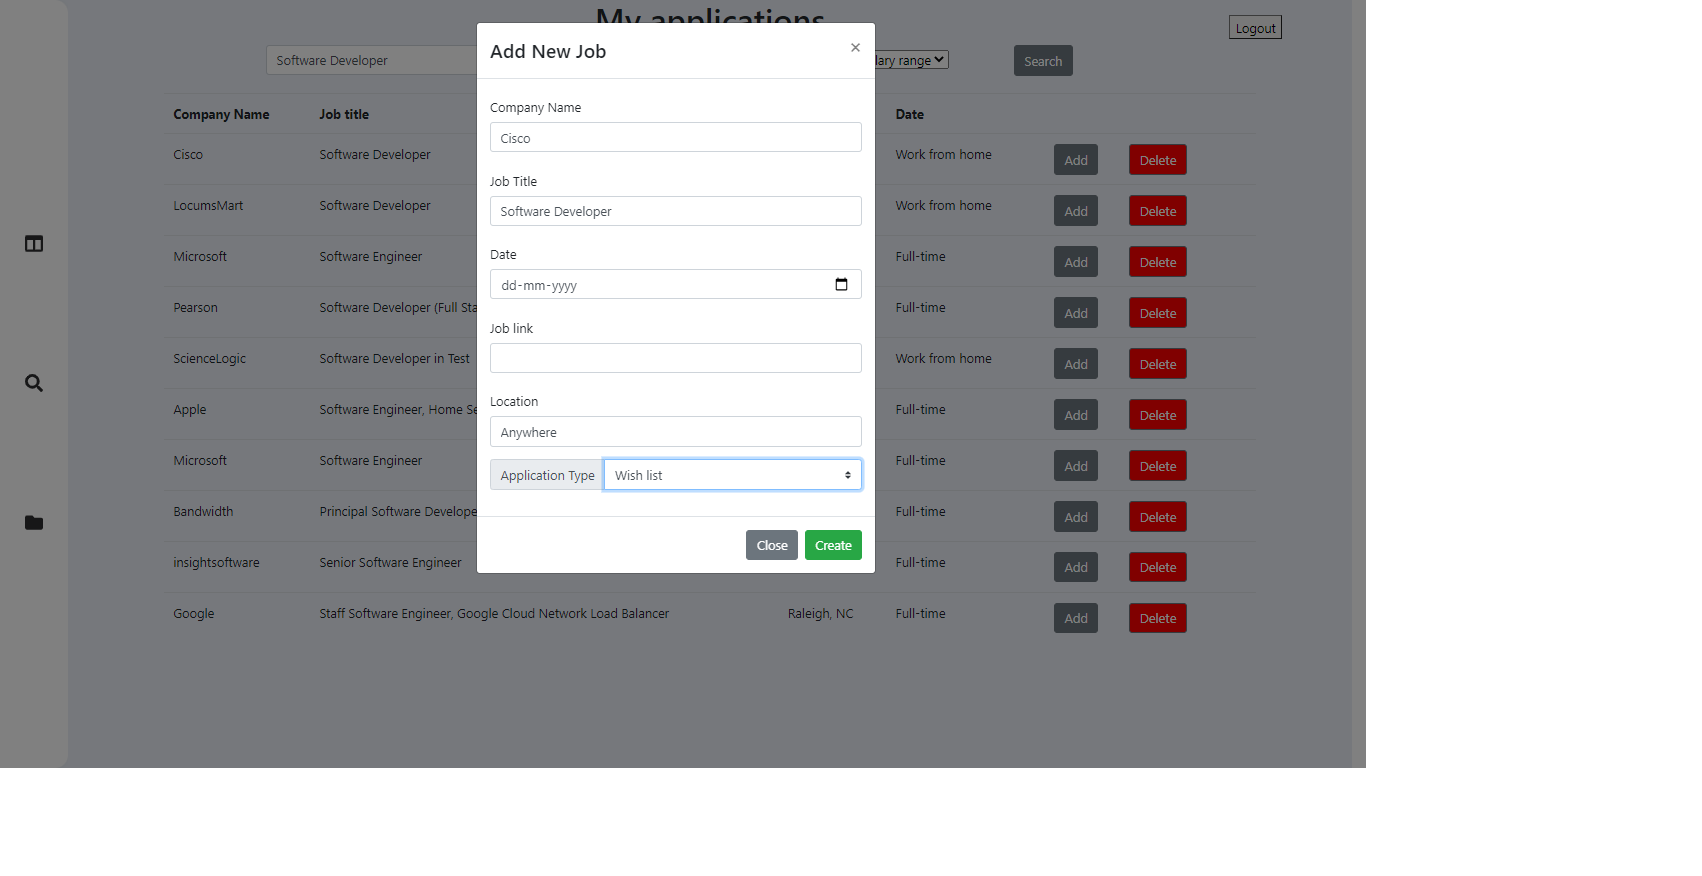 My applications
Logout
Software Developer
lary range
Search
Company Name Job title Date
Cisco Software Developer Work from home Add Delete
LocumsMart Software Developer Work from home Add Delete
Microsoft Software Engineer Full-time Add Delete
Pearson Software Developer (Full Sta Full-time Add Delete
ScienceLogic Software Developer in Test Work from home Add Delete
Apple Software Engineer, Home Se Full-time Add Delete
Microsoft Software Engineer Full-time Add Delete
Bandwidth Principal Software Develope Full-time Add Delete
insightsoftware Senior Software Engineer Full-time Add Delete
Google Staff Software Engineer, Google Cloud Network Load Balancer Raleigh, NC Full-time Add Delete
Add New Job ×
Company Name
Cisco
Job Title
Software Developer
Date
dd-mm-yyyy
Job link
Location
Anywhere
Application Type Wish list
Close Create